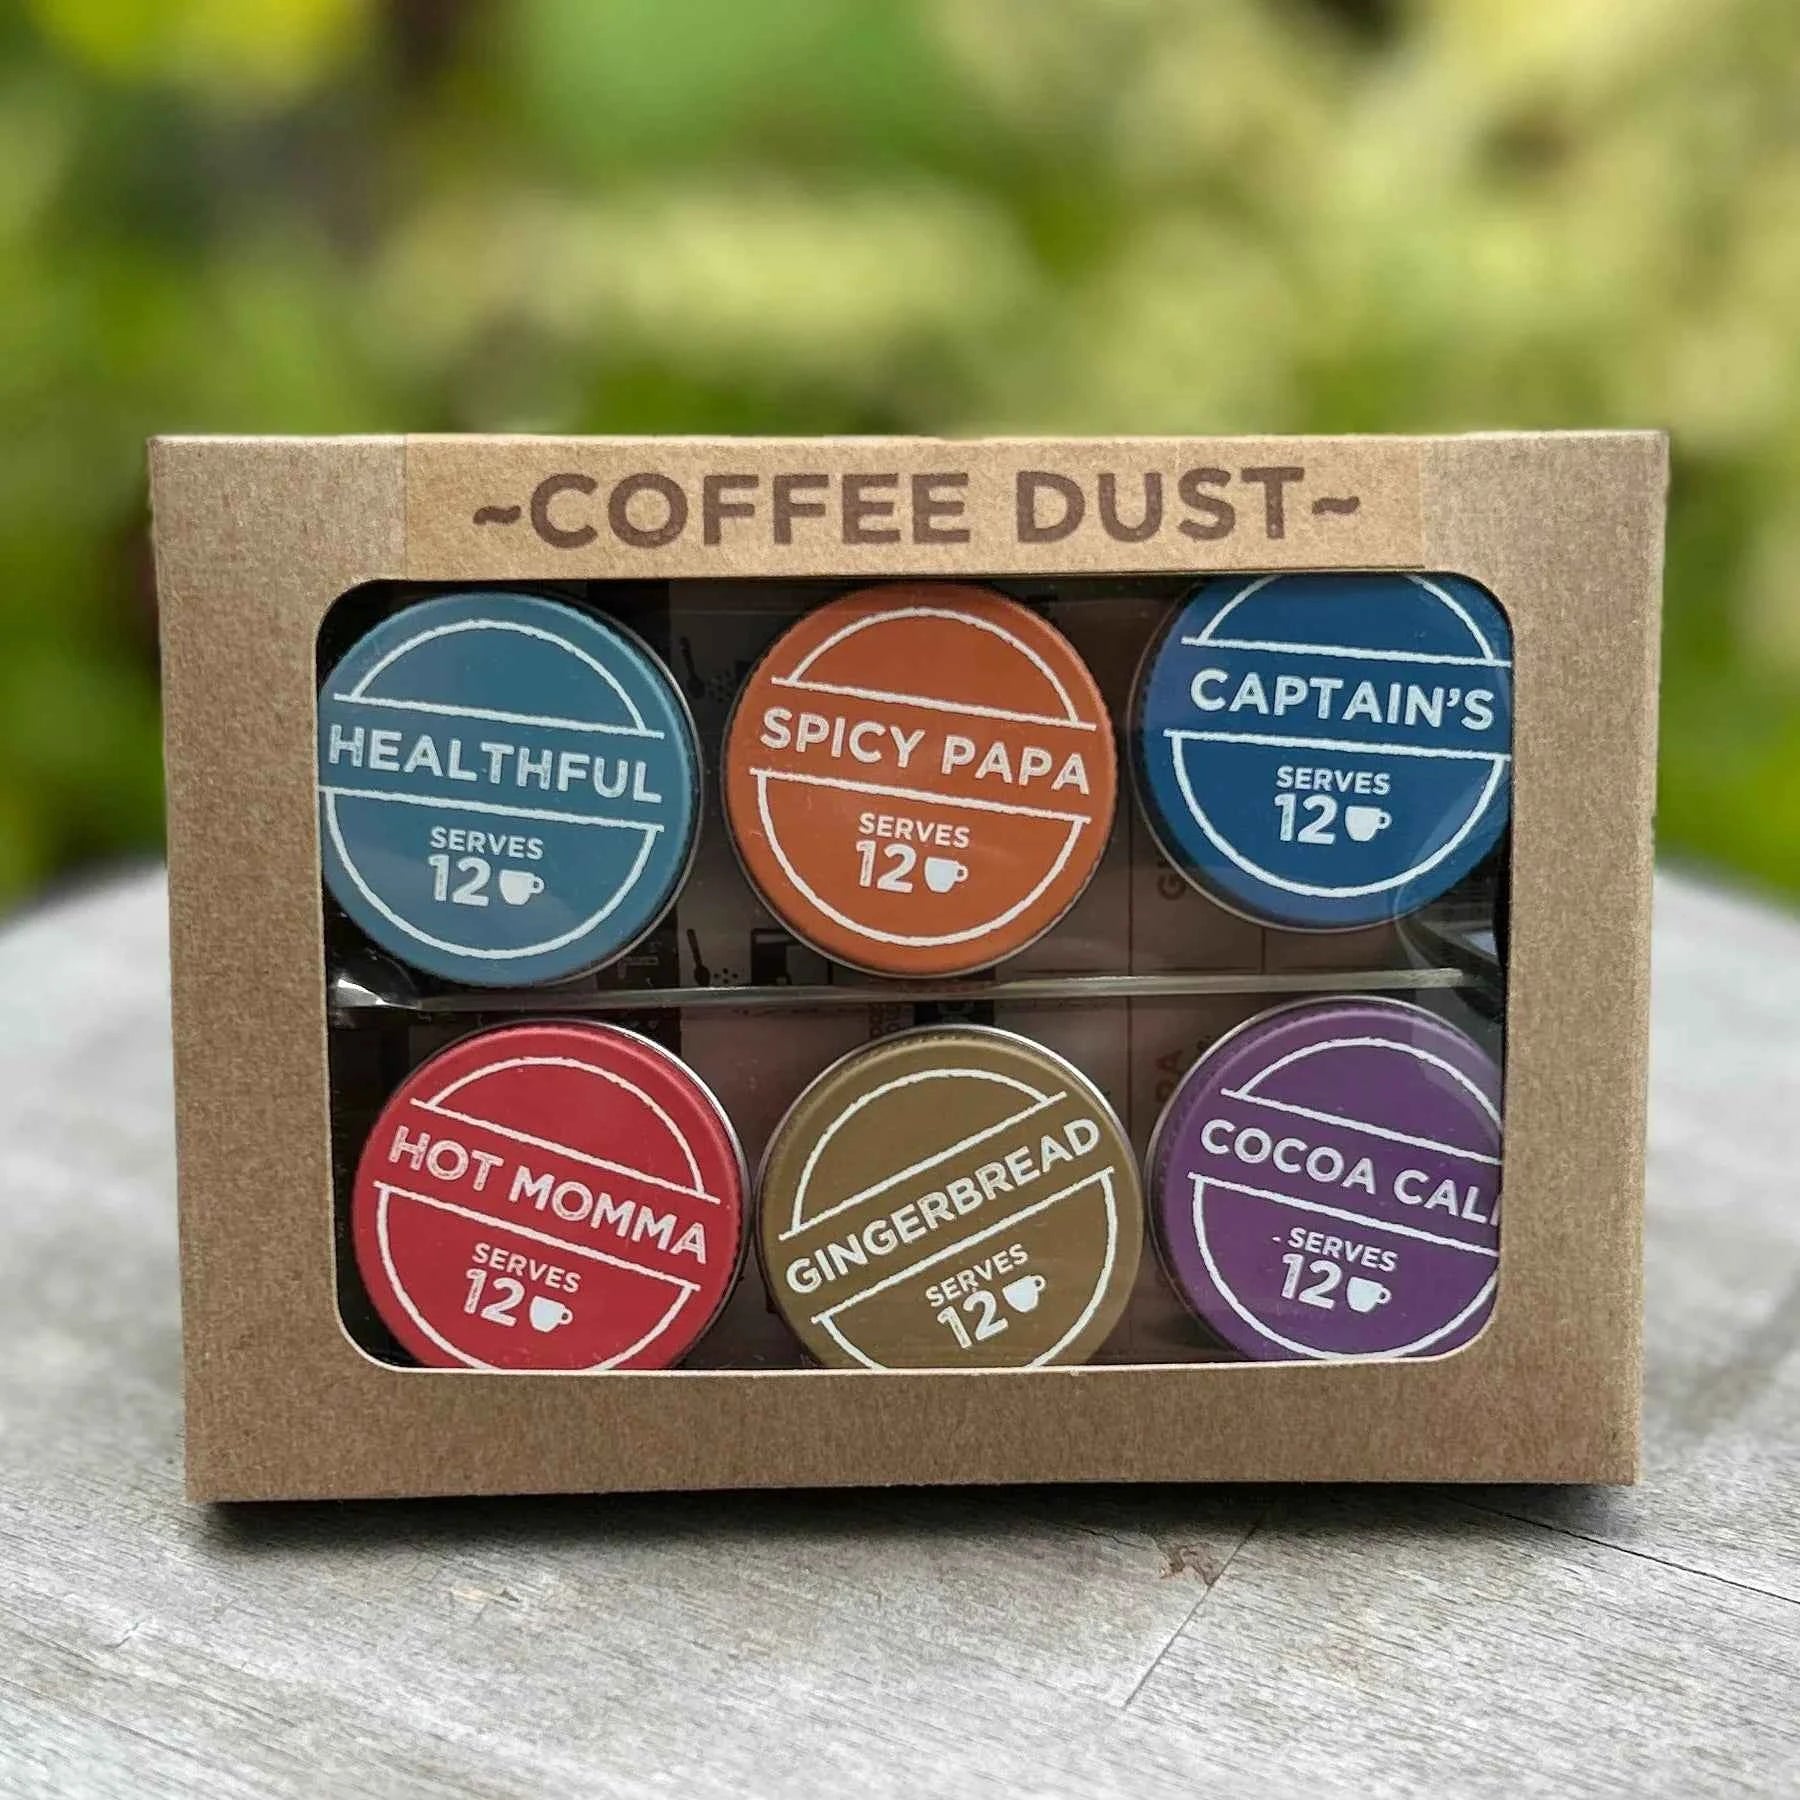 ~COFFEE DUST~
HEALTHFUL
SERVES
12
SPICY PAPA
SERVES
12
CAPTAIN'S
SERVES
12
HOT MOMMA
SERVES
12
GINGERBREAD
SERVES
12
COCOA CAL
SERVES
12